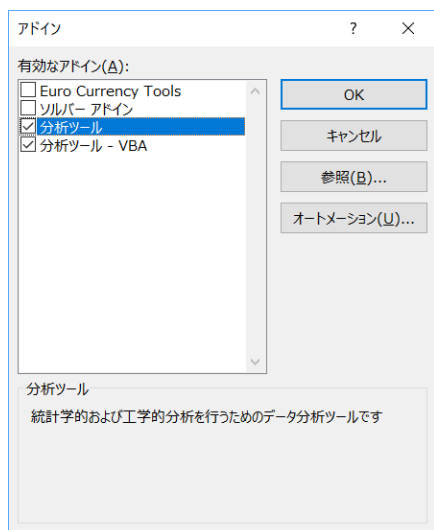 アドイン
有効なアドイン(A):
Euro Currency Tools
ソルバー アドイン
分析ツール
分析ツール - VBA
OK
キャンセル
参照(B)...
オートメーション(U)...
分析ツール
統計学的および工学的分析を行うためのデータ分析ツールです